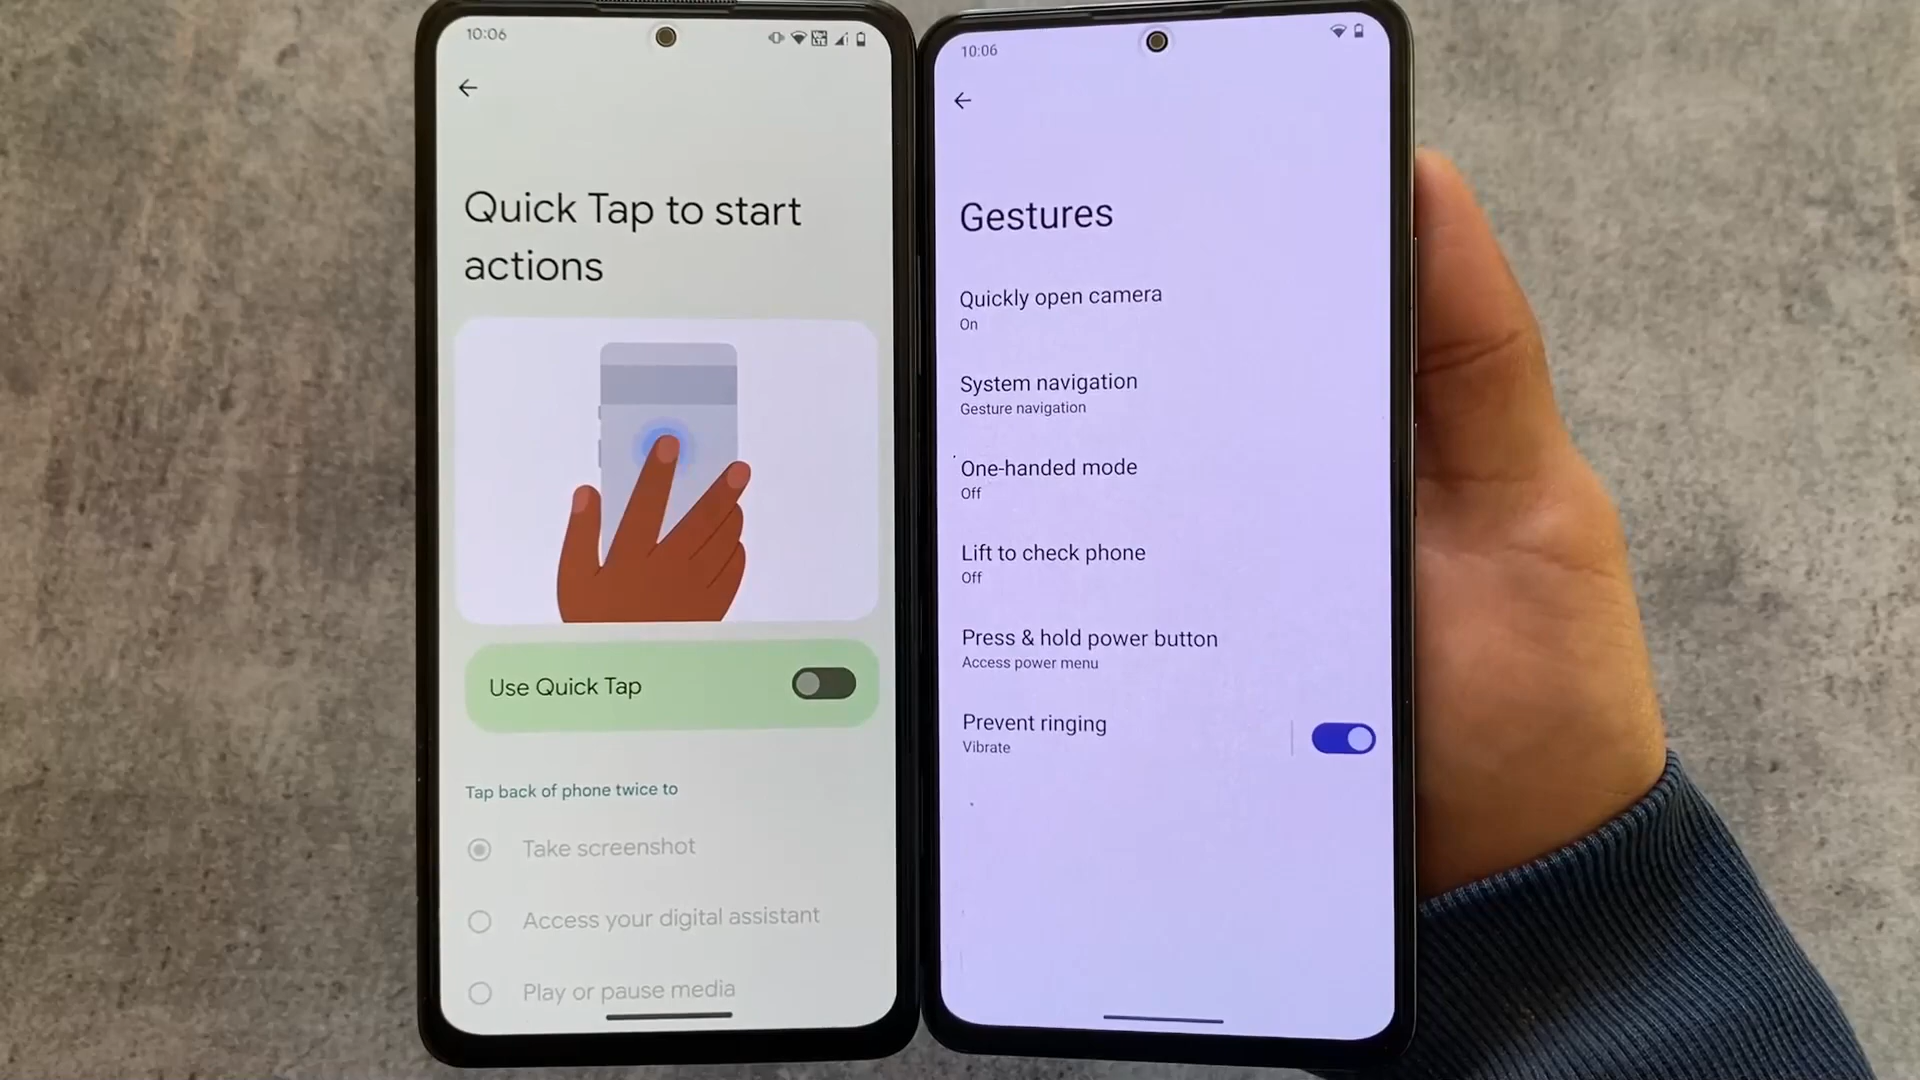 10:06
Quick Tap to start
actions
Use Quick Tap
Tap back of phone twice to
Take screenshot
Access your digital assistant
Play or pause media
10:06
Gestures
Quickly open camera
On
System navigation
Gesture navigation
One-handed mode
Off
Lift to check phone
Off
Press & hold power button
Access power menu
Prevent ringing
Vibrate